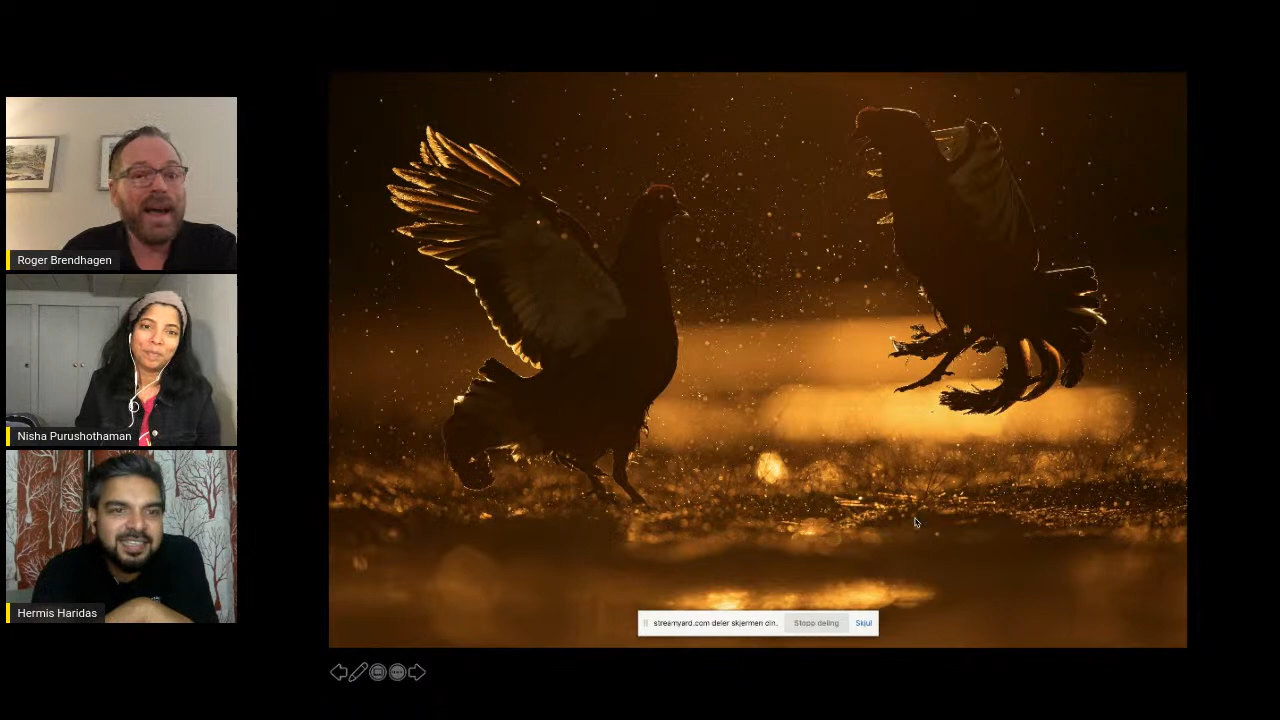 Roger Brendhagen
Nisha Purushothaman
Hermis Haridas
streamyard.com deler skjermen din.
Stopp deling
Skjul